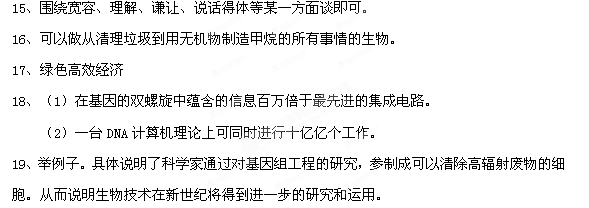 15、围绕宽容、理解、谦让、说话得体等某一方面谈即可。
16、可以做从清理垃圾到用无机物制造甲烷的所有事情的生物。
17、绿色高效经济
18、（1）在基因的双螺旋中蕴含的信息百万倍于最先进的集成电路。
（2）一台 DNA 计算机理论上可同时进行十亿亿个工作。
19、举例子。具体说明了科学家通过对基因组工程的研究，参制成可以清除高辐射废物的细
胞。从而说明生物技术在新世纪将得到进一步的研究和运用。